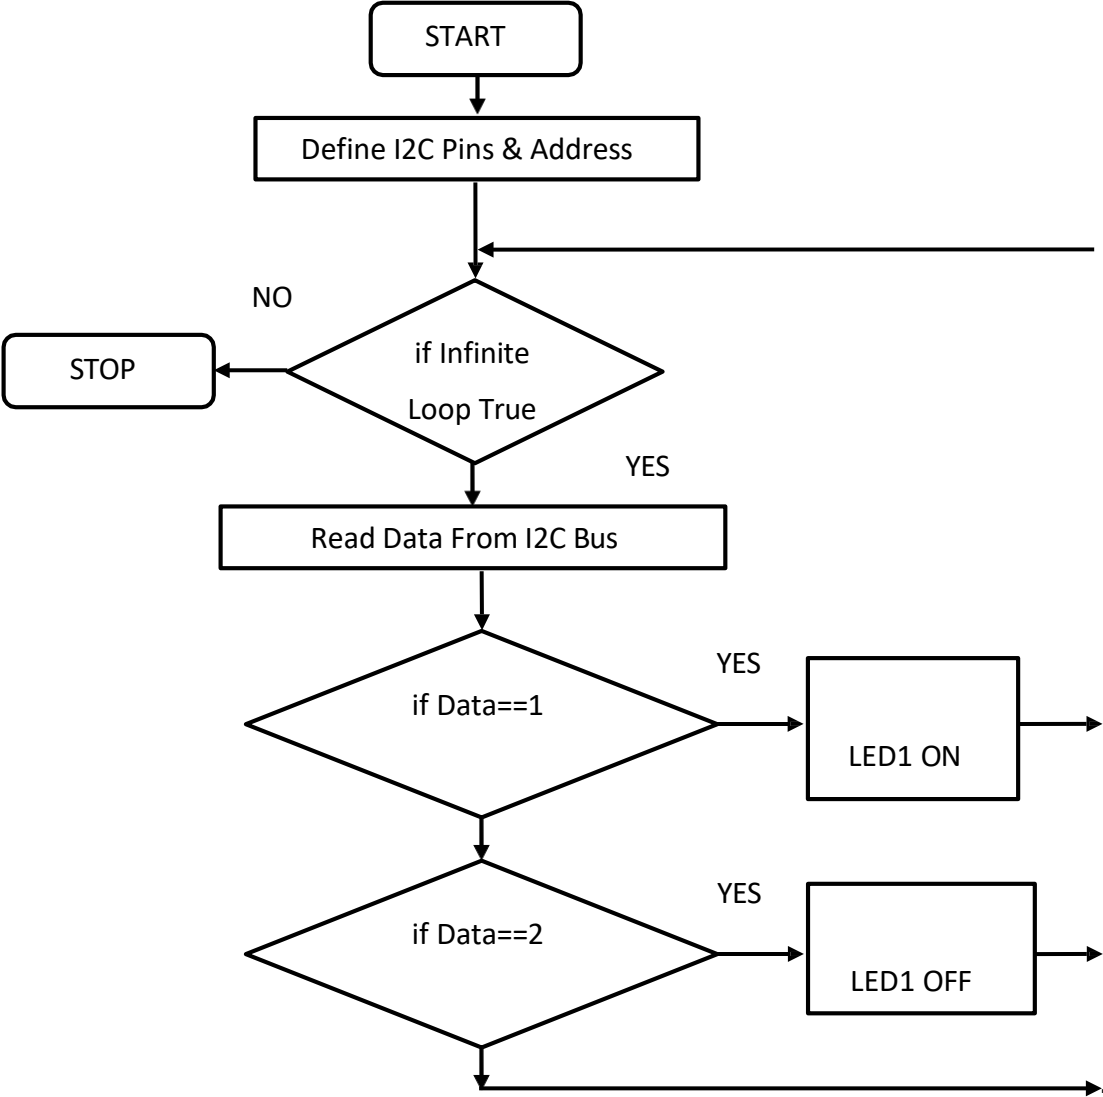 START
Define I2C Pins & Address
NO
if Infinite
Loop True
STOP
YES
Read Data From I2C Bus
YES
if Data==1
LED1 ON
YES
if Data==2
LED1 OFF